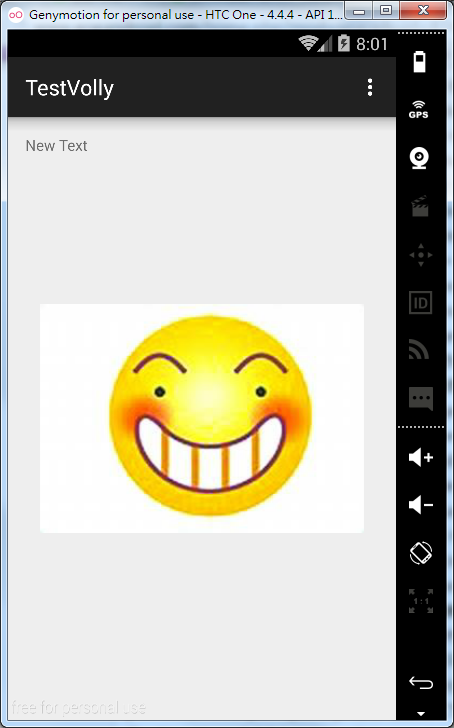 Genymotion for personal use - HTC One - 4.4.4 - API 1...
8:01
TestVolly
New Text
GPS
ID
1:1
free for personal use